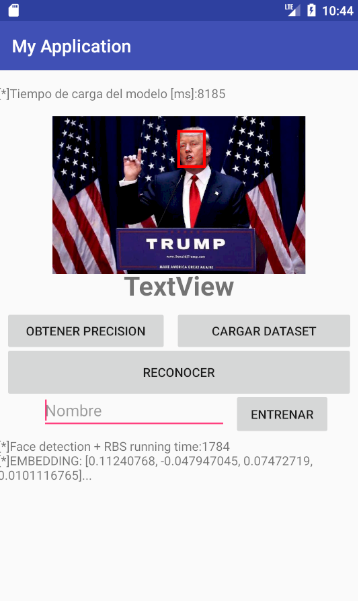 LTE 10:44
My Application
[*]Tiempo de carga del modelo [ms]:8185
TRUMP
TextView
OBTENER PRECISION CARGAR DATASET
RECONOCER
Nombre ENTRENAR
[*]Face detection + RBS running time:1784
[*]EMBEDDING: [0.11240768, -0.047947045, 0.07472719,
0.0101116765]...